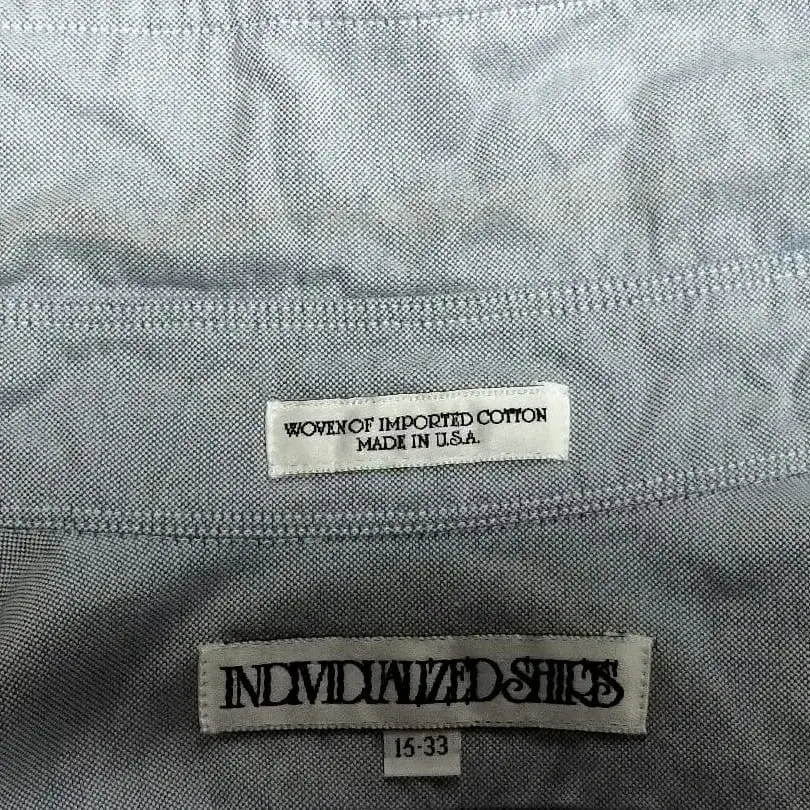 WOVEN OF IMPORTED COTTON
MADE IN U.S.A.
INDIVIDUALIZED SHIRTS
15-33